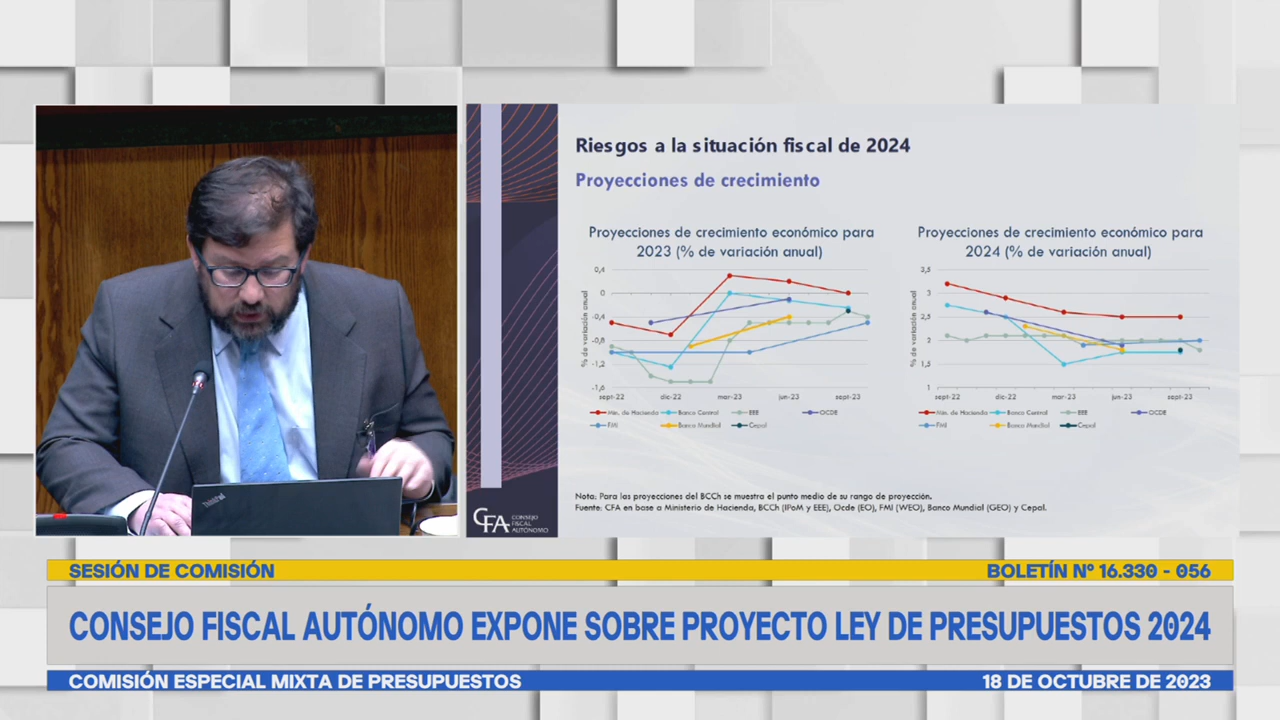 Riesgos a la situación fiscal de 2024
Proyecciones de crecimiento
Proyecciones de crecimiento económico para
2023 (% de variación anual)
% de variación anual
0,4
0
-0,4
-0,8
-1,2
-1,6
sept-22 dic-22 mar-23 jun-23 sept-23
Min. de Hacienda Banco Central EEE OCDE
FMI Banco Mundial Cepal
Proyecciones de crecimiento económico para
2024 (% de variación anual)
% de variación anual
3,5
3
2,5
2
1,5
1
sept-22 dic-22 mar-23 jun-23 sept-23
Min. de Hacienda Banco Central EEE OCDE
FMI Banco Mundial Cepal
Nota: Para las proyecciones del BCCh se muestra el punto medio de su rango de proyección.
Fuente: CFA en base a Ministerio de Hacienda, BCCh (IPoM y EEE), Ocde (EO), FMI (WEO), Banco Mundial (GEO) y Cepal.
CFA CONSEJO
FISCAL
AUTÓNOMO
ThinkPad
SESIÓN DE COMISIÓN BOLETÍN Nº 16.330 - 056
CONSEJO FISCAL AUTÓNOMO EXPONE SOBRE PROYECTO LEY DE PRESUPUESTOS 2024
COMISIÓN ESPECIAL MIXTA DE PRESUPUESTOS 18 DE OCTUBRE DE 2023